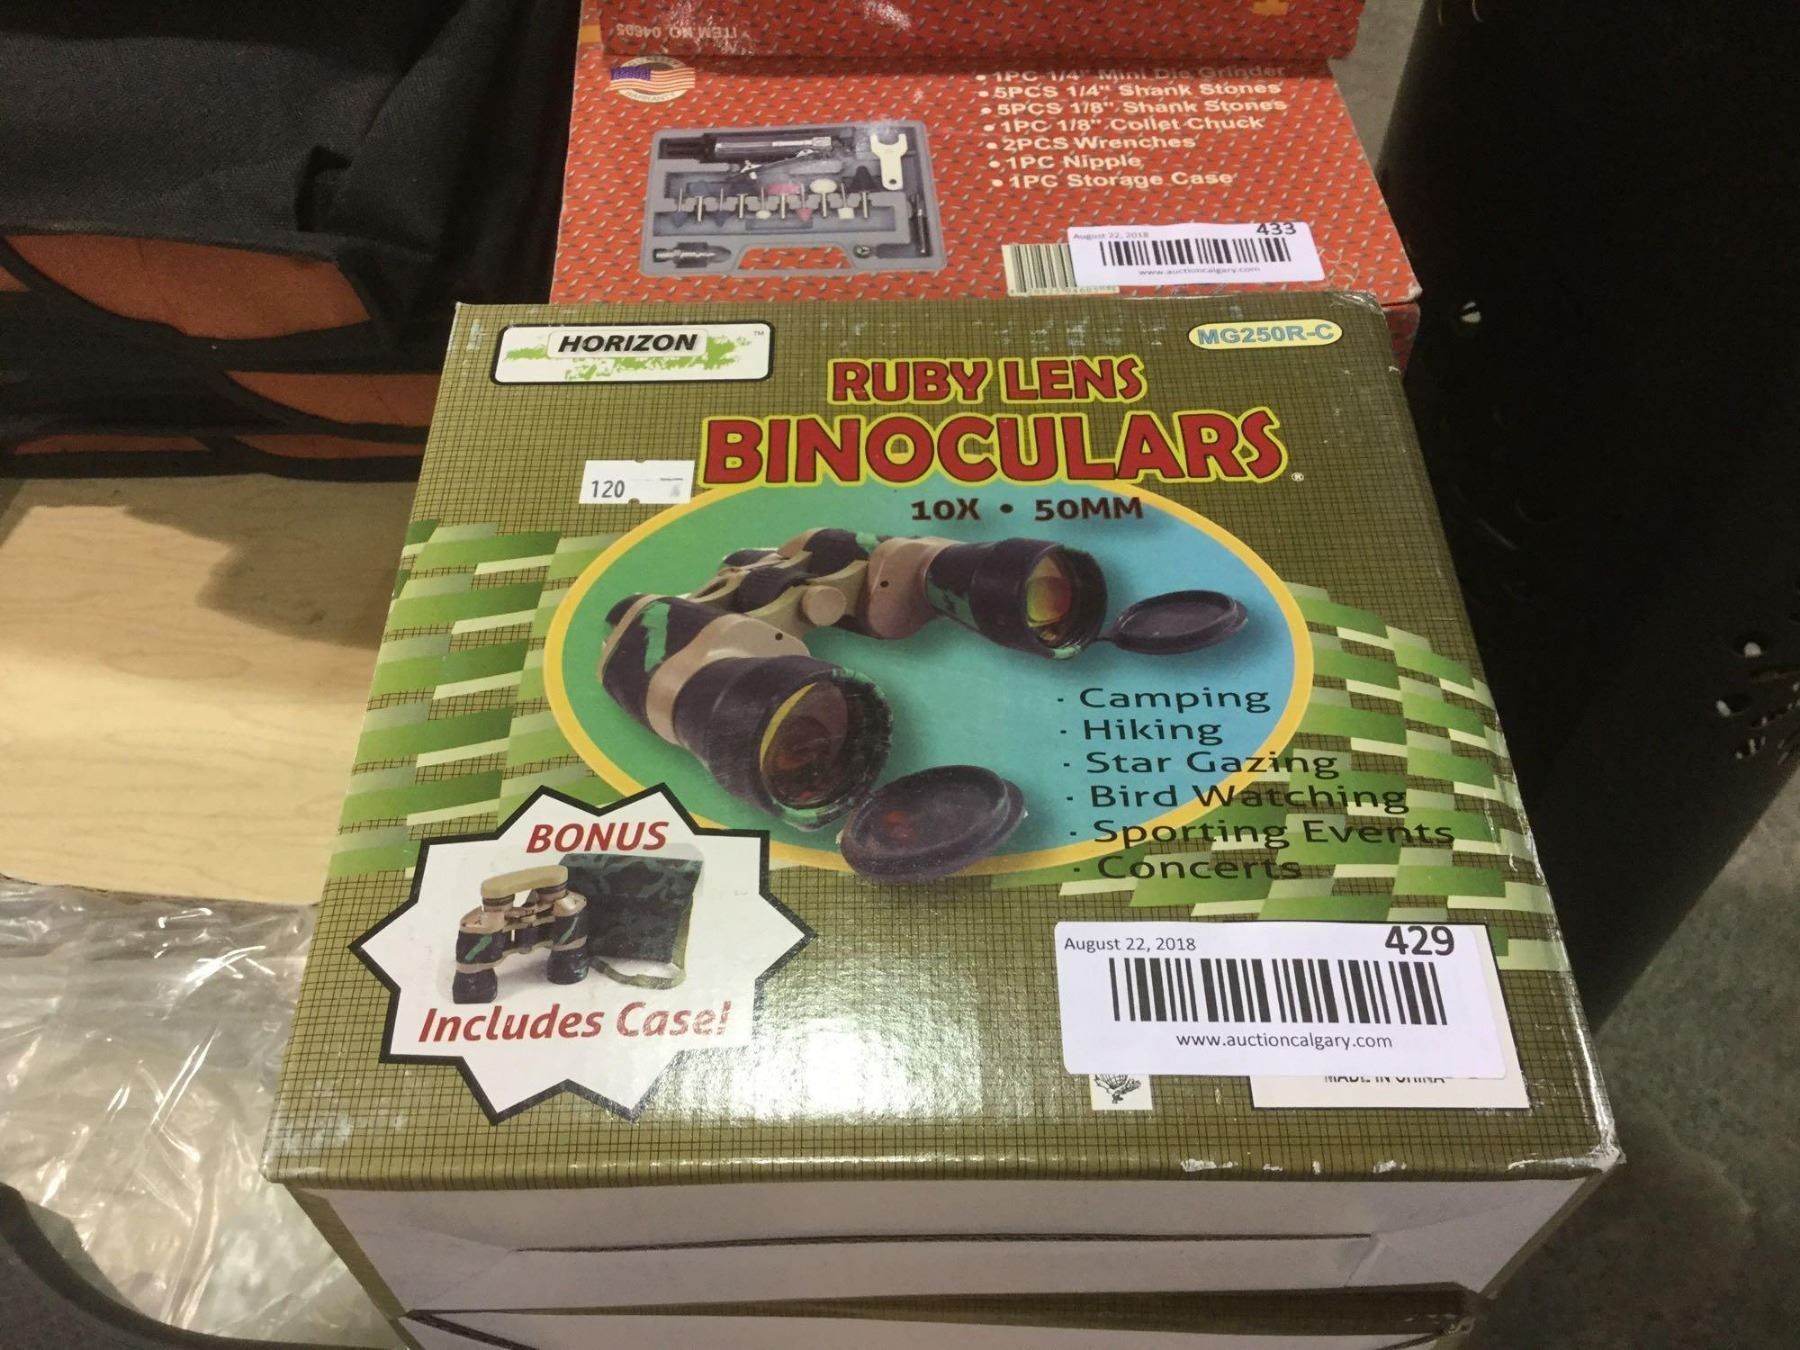 ITEM NO. 04605
• 1PC 1/4" Mini Die Grinder
• 5PCS 1/4" Shank Stones
• 5PCS 1/8" Shank Stones
• 1PC 1/8" Collet Chuck
• 2PCS Wrenches
• 1PC Nipple
• 1PC Storage Case
August 22, 2018
433
www.auctioncalgary.com
HORIZON ™
MG250R-C
RUBY LENS
BINOCULARS®
10X • 50MM
120
· Camping
· Hiking
· Star Gazing
· Bird Watching
· Sporting Events
· Concerts
BONUS
Includes Case!
August 22, 2018
429
www.auctioncalgary.com
MADE IN CHINA